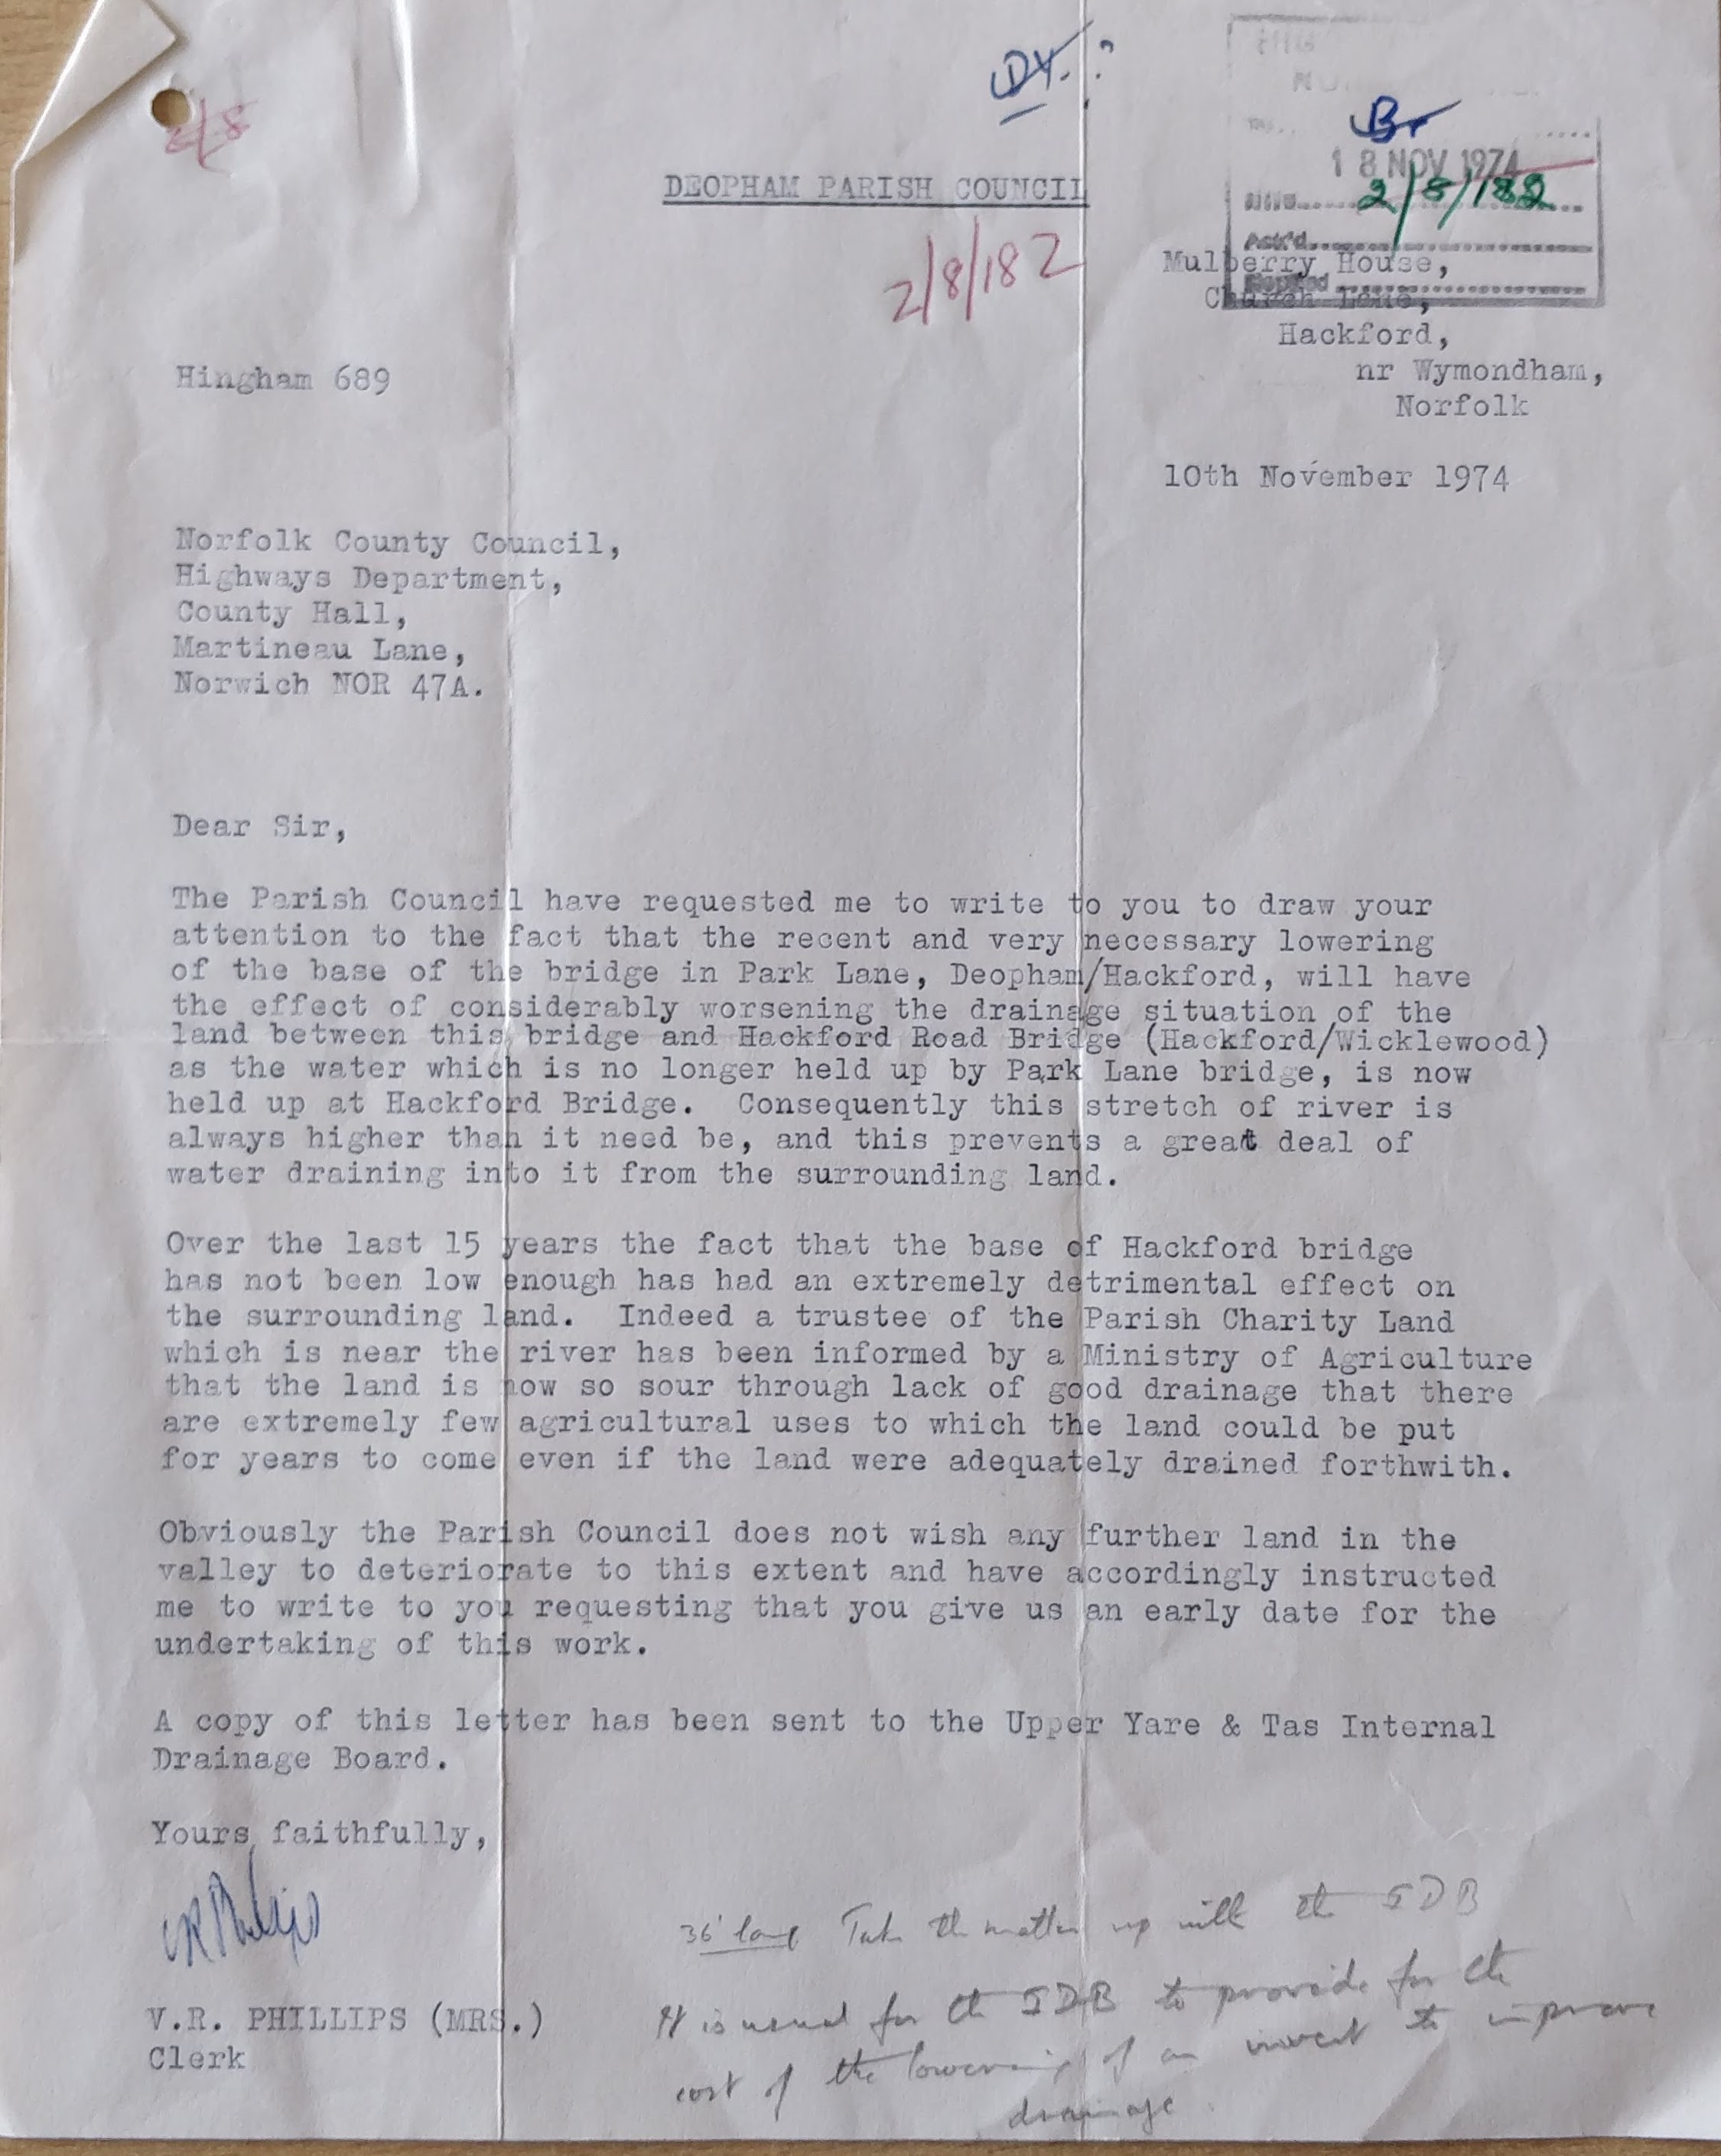 DY. ?
2/8
Br
18 NOV 1974
2/8/182
Ack'd
DEOPHAM PARISH COUNCIL
2/8/182
Mulberry House,
Church Lane,
Hackford,
nr Wymondham,
Norfolk
Hingham 689
10th November 1974
Norfolk County Council,
Highways Department,
County Hall,
Martineau Lane,
Norwich NOR 47A.
Dear Sir,
The Parish Council have requested me to write to you to draw your
attention to the fact that the recent and very necessary lowering
of the base of the bridge in Park Lane, Deopham/Hackford, will have
the effect of considerably worsening the drainage situation of the
land between this bridge and Hackford Road Bridge (Hackford/Wicklewood)
as the water which is no longer held up by Park Lane bridge, is now
held up at Hackford Bridge. Consequently this stretch of river is
always higher than it need be, and this prevents a great deal of
water draining into it from the surrounding land.
Over the last 15 years the fact that the base of Hackford bridge
has not been low enough has had an extremely detrimental effect on
the surrounding land. Indeed a trustee of the Parish Charity Land
which is near the river has been informed by a Ministry of Agriculture
that the land is now so sour through lack of good drainage that there
are extremely few agricultural uses to which the land could be put
for years to come even if the land were adequately drained forthwith.
Obviously the Parish Council does not wish any further land in the
valley to deteriorate to this extent and have accordingly instructed
me to write to you requesting that you give us an early date for the
undertaking of this work.
A copy of this letter has been sent to the Upper Yare & Tas Internal
Drainage Board.
Yours faithfully,
VR Phillips
V.R. PHILLIPS (MRS.)
Clerk
36' long Take the matter up with the IDB
It is usual for the IDB to provide for the
cost of the lowering of an invert to improve
drainage.